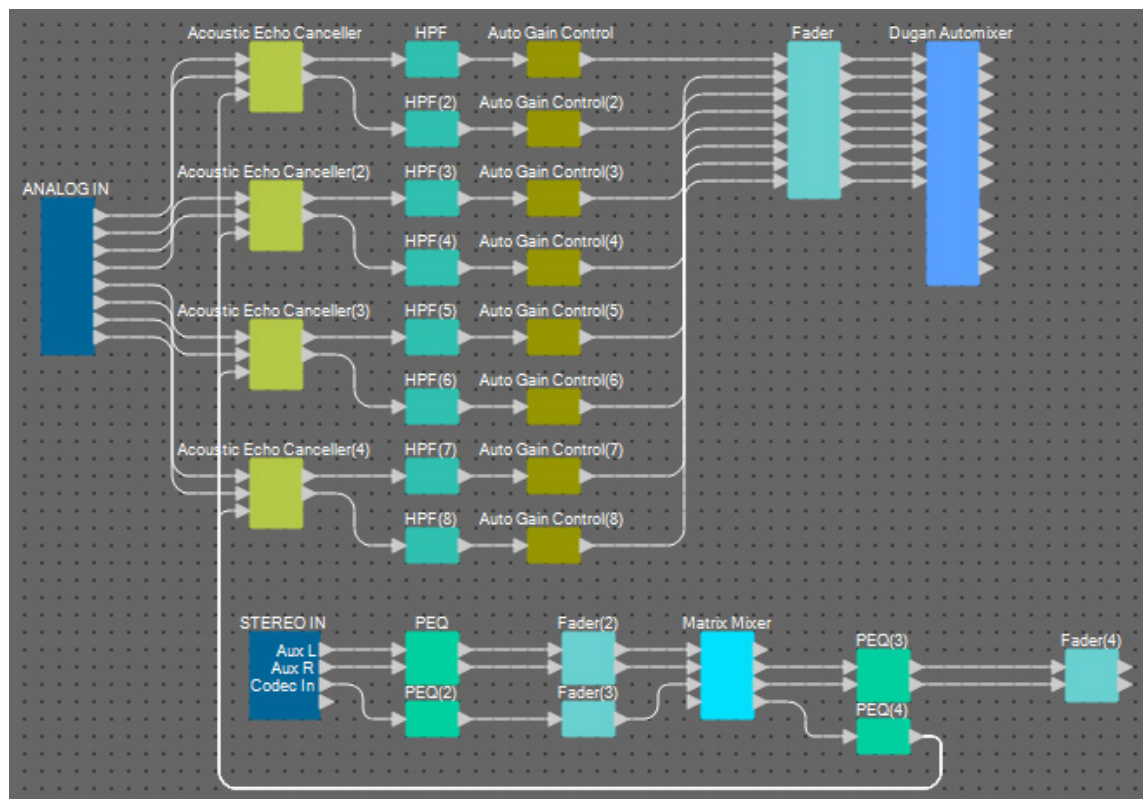 Acoustic Echo Canceller
HPF
Auto Gain Control
Fader
Dugan Automixer
HPF(2)
Auto Gain Control(2)
Acoustic Echo Canceller(2)
HPF(3)
Auto Gain Control(3)
ANALOG IN
HPF(4)
Auto Gain Control(4)
Acoustic Echo Canceller(3)
HPF(5)
Auto Gain Control(5)
HPF(6)
Auto Gain Control(6)
Acoustic Echo Canceller(4)
HPF(7)
Auto Gain Control(7)
HPF(8)
Auto Gain Control(8)
STEREO IN
PEQ
Fader(2)
Matrix Mixer
PEQ(3)
Fader(4)
Aux L
Aux R
Codec In
PEQ(2)
Fader(3)
PEQ(4)